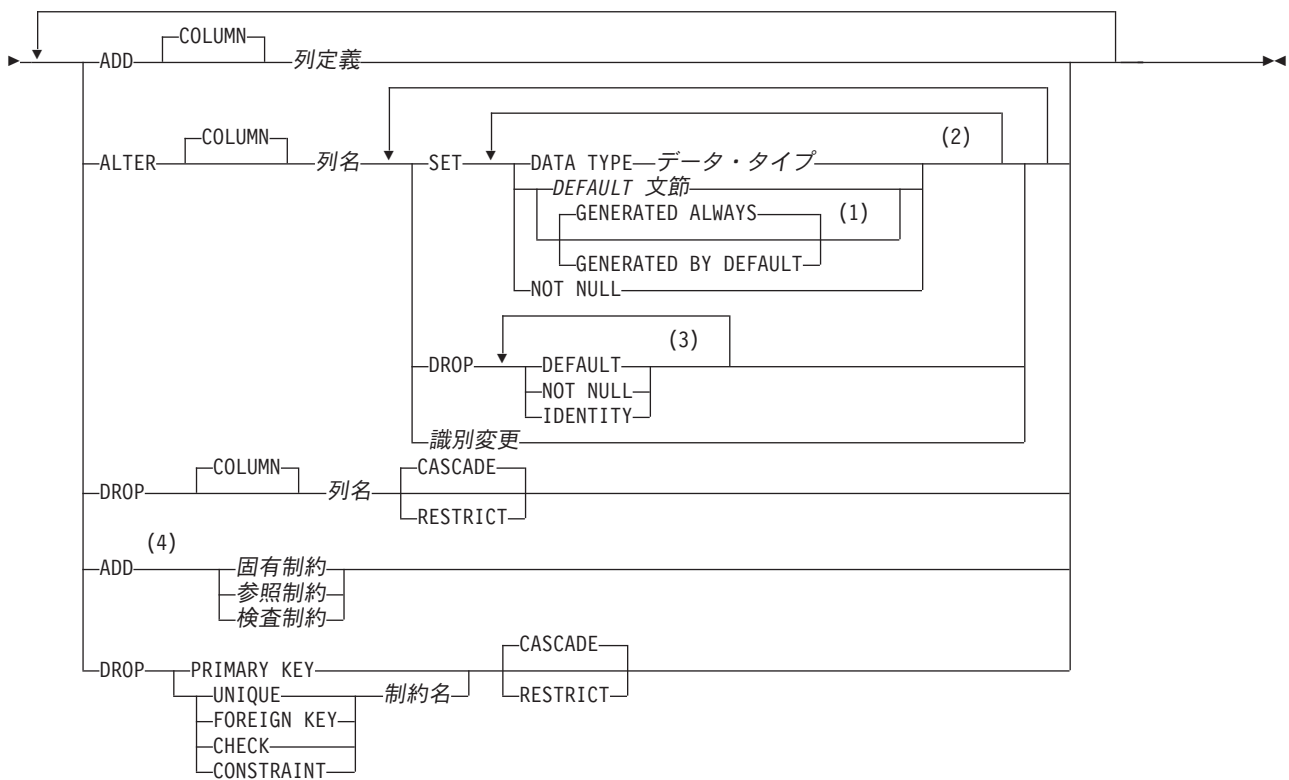 COLUMN
ADD 列定義
COLUMN (2)
ALTER 列名 SET DATA TYPE データ・タイプ
DEFAULT 文節
GENERATED ALWAYS (1)
GENERATED BY DEFAULT
NOT NULL
(3)
DROP DEFAULT
NOT NULL
IDENTITY
識別変更
COLUMN CASCADE
DROP 列名
RESTRICT
(4)
ADD 固有制約
参照制約
検査制約
CASCADE
DROP PRIMARY KEY
UNIQUE 制約名 RESTRICT
FOREIGN KEY
CHECK
CONSTRAINT